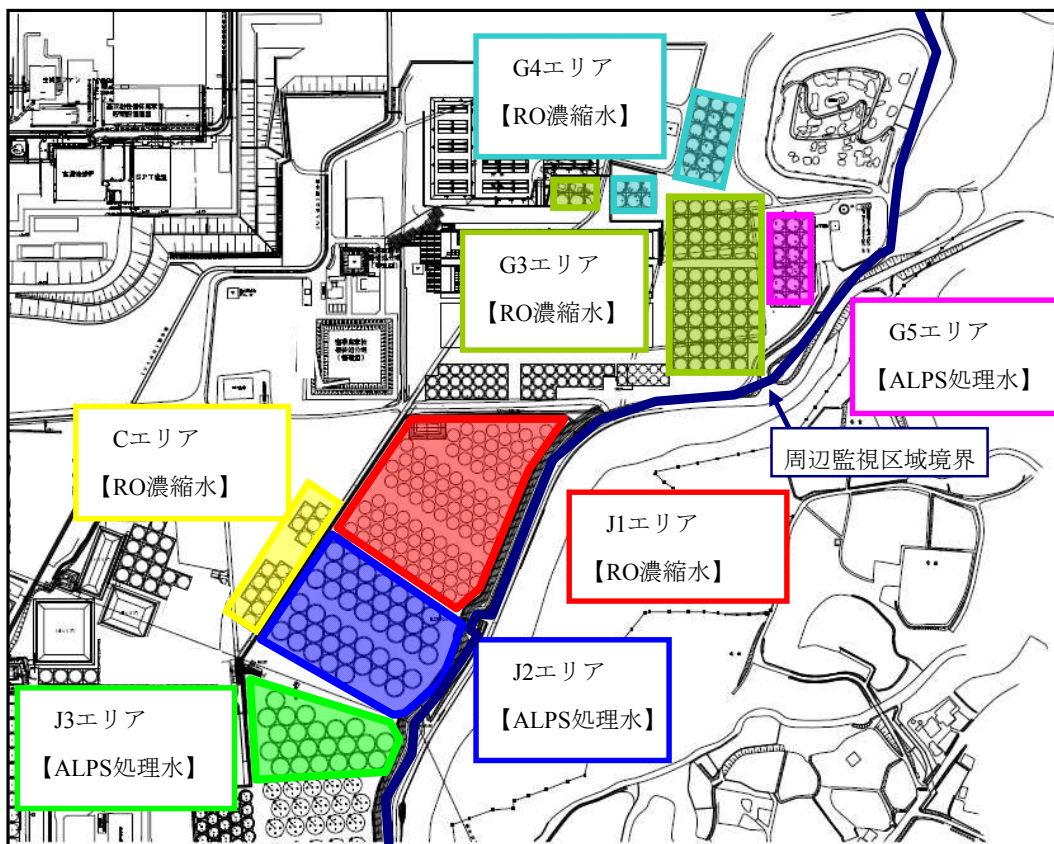 G4エリア
【RO濃縮水】
G3エリア
【RO濃縮水】
G5エリア
【ALPS処理水】
Cエリア
【RO濃縮水】
周辺監視区域境界
J1エリア
【RO濃縮水】
J2エリア
【ALPS処理水】
J3エリア
【ALPS処理水】